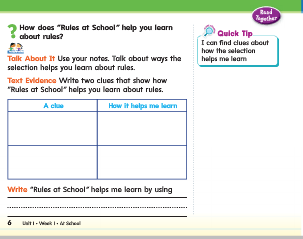 Read
Together
? How does "Rules at School" help you learn
about rules?
Talk About It Use your notes. Talk about ways the
selection helps you learn about rules.
Text Evidence Write two clues that show how
"Rules at School" helps you learn about rules.
A clue
How it helps me learn
Write "Rules at School" helps me learn by using
Quick Tip
I can find clues about
how the selection
helps me learn
6 Unit 1 • Week 1 • At School